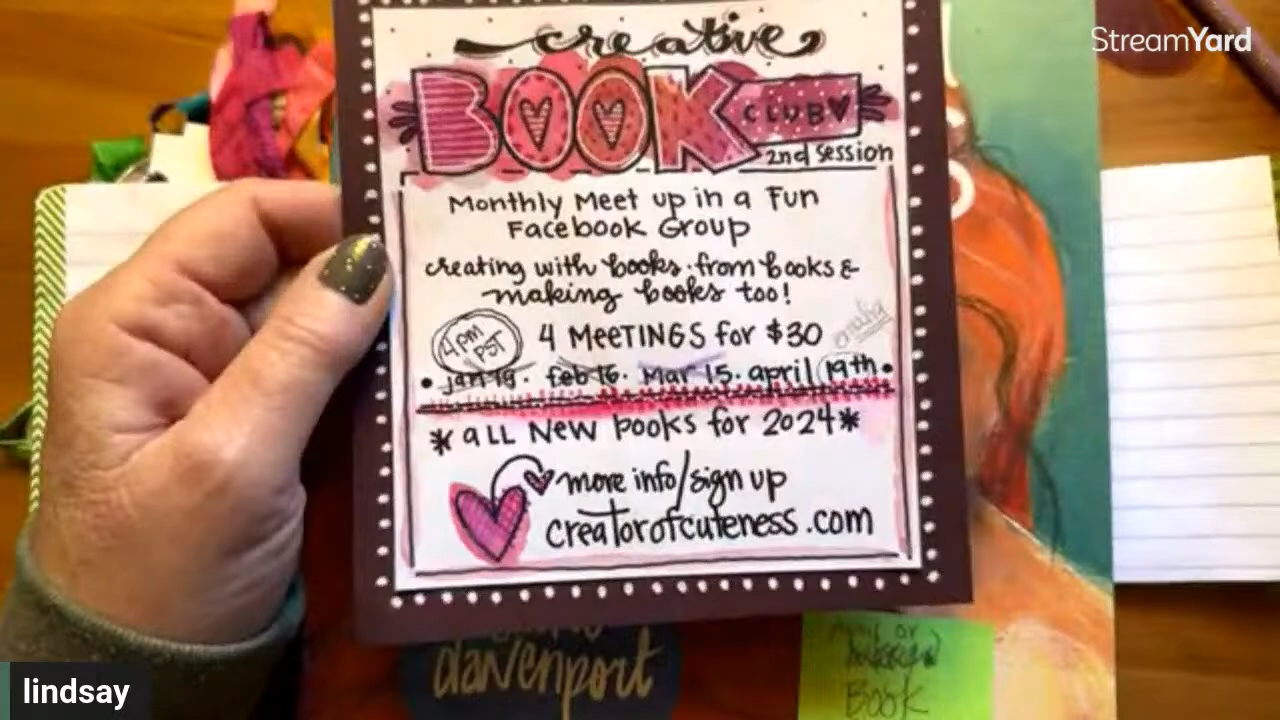 StreamYard
creative
BOOK CLUB
2nd Session
Monthly Meet up in a Fun
Facebook Group
creating with books from books &
making books too!
4pm PST
4 MEETINGS for $30
jan 19. feb 16. Mar 15. april 19th
*aLL New books for 2024*
more info/sign up
creatorofcuteness.com
davenport
Book
lindsay